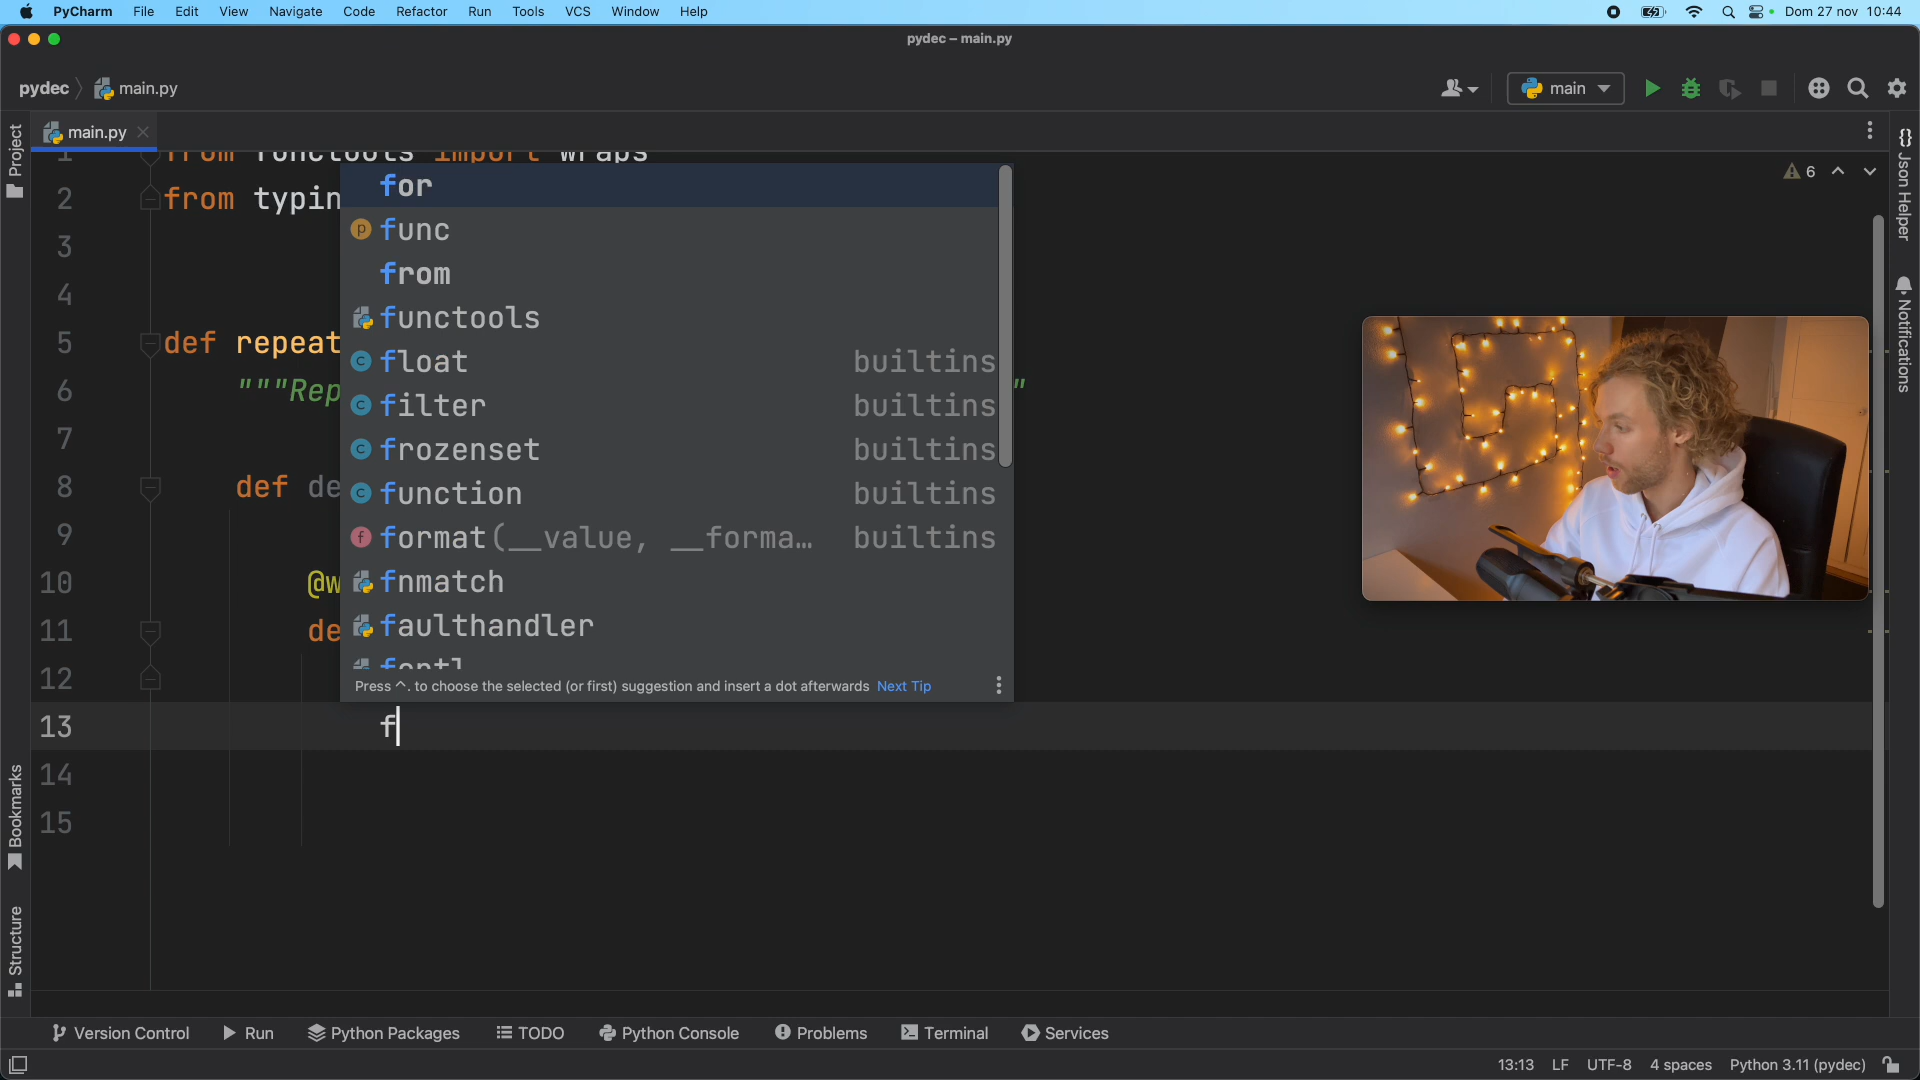 PyCharm File Edit View Navigate Code Refactor Run Tools VCS Window Help Dom 27 nov 10:44
pydec – main.py
pydec main.py main
main.py
Project
1 from functools import wraps
for
6
2 from typin
p func
3
from
4
functools
5 def repeat
float builtins
6 """Rep "
filter builtins
7
frozenset builtins
8 def de
function builtins
9
format(__value, __forma… builtins
10 @w
fnmatch
11 de
faulthandler
12
Press ^. to choose the selected (or first) suggestion and insert a dot afterwards Next Tip
13 f
14
15
Bookmarks
Structure
Json Helper
Notifications
Version Control Run Python Packages TODO Python Console Problems Terminal Services
13:13 LF UTF-8 4 spaces Python 3.11 (pydec)